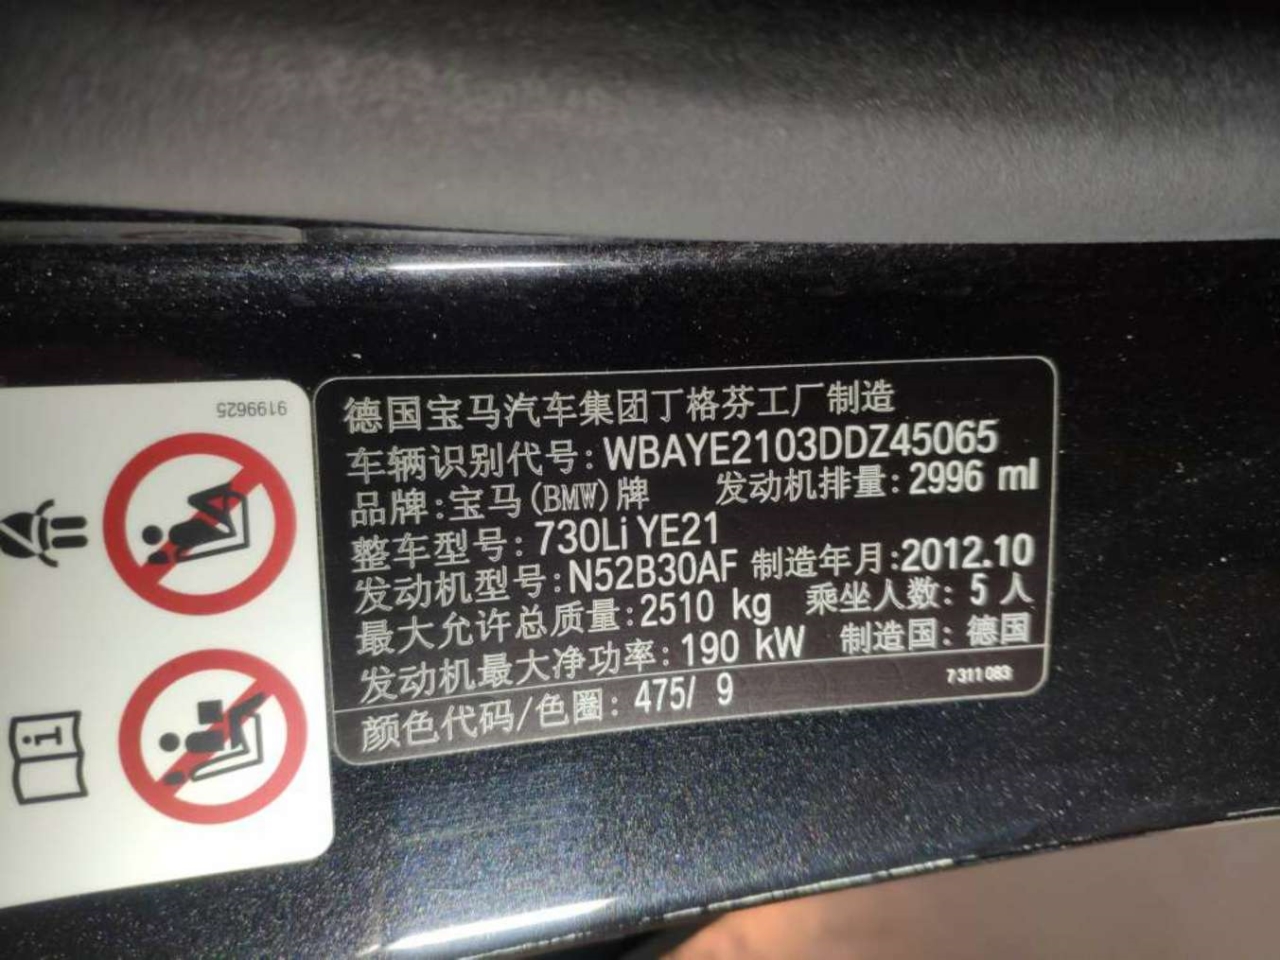 9199625
德国宝马汽车集团丁格芬工厂制造
车辆识别代号:WBAYE2103DDZ45065
品牌:宝马(BMW)牌 发动机排量:2996 ml
整车型号:730Li YE21
发动机型号:N52B30AF 制造年月:2012.10
最大允许总质量:2510 kg 乘坐人数:5人
发动机最大净功率:190 kW 制造国:德国
颜色代码/色圈:475/ 9 7 311 083